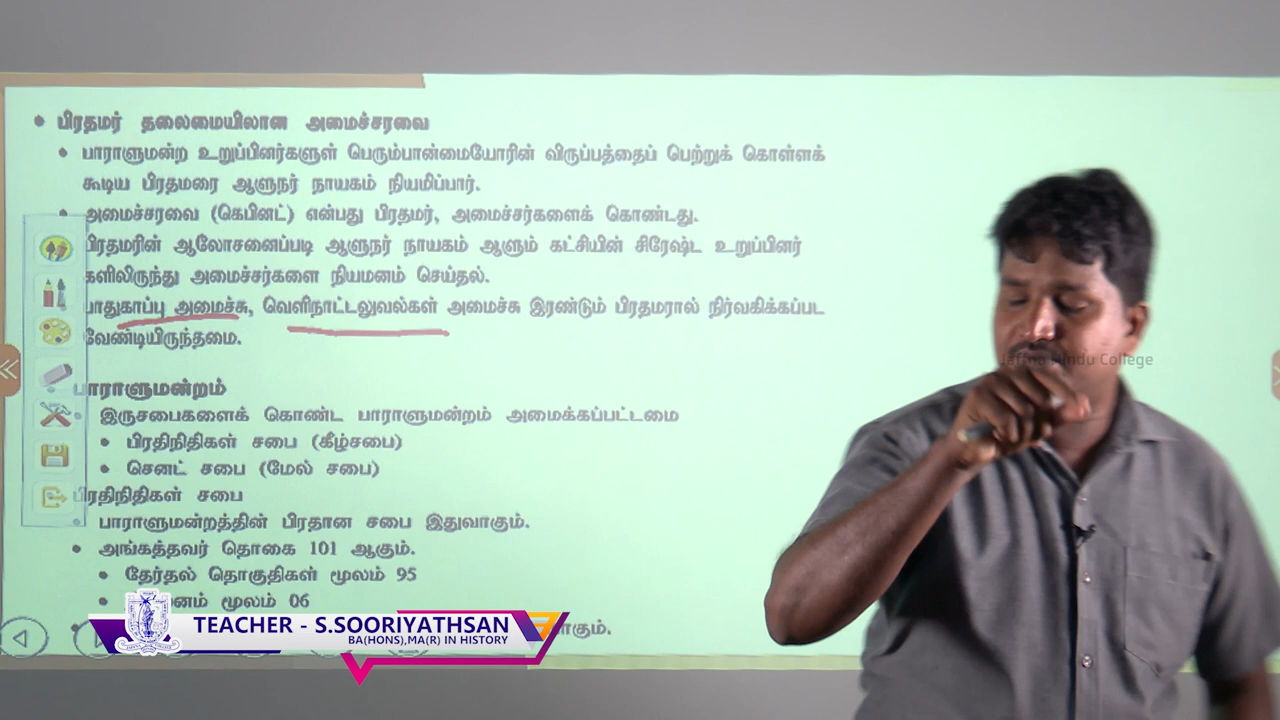 • பிரதமர் தலைமையிலான அமைச்சரவை
• பாராளுமன்ற உறுப்பினர்களுள் பெரும்பான்மையோரின் விருப்பத்தைப் பெற்றுக் கொள்ளக்
கூடிய பிரதமரை ஆளுநர் நாயகம் நியமிப்பார்.
• அமைச்சரவை (கெபினட்) என்பது பிரதமர், அமைச்சர்களைக் கொண்டது.
பிரதமரின் ஆலோசனைப்படி ஆளுநர் நாயகம் ஆளும் கட்சியின் சிரேஷ்ட உறுப்பினர்
களிலிருந்து அமைச்சர்களை நியமனம் செய்தல்.
பாதுகாப்பு அமைச்சு, வெளிநாட்டலுவல்கள் அமைச்சு இரண்டும் பிரதமரால் நிர்வகிக்கப்பட
வேண்டியிருந்தமை.
பாராளுமன்றம்
• இருசபைகளைக் கொண்ட பாராளுமன்றம் அமைக்கப்பட்டமை
• பிரதிநிதிகள் சபை (கீழ்சபை)
• செனட் சபை (மேல் சபை)
பிரதிநிதிகள் சபை
• பாராளுமன்றத்தின் பிரதான சபை இதுவாகும்.
• அங்கத்தவர் தொகை 101 ஆகும்.
• தேர்தல் தொகுதிகள் மூலம் 95
• மூலம் 06
TEACHER - S.SOORIYATHSAN
BA(HONS),MA(R) IN HISTORY
Jaffna Hindu College